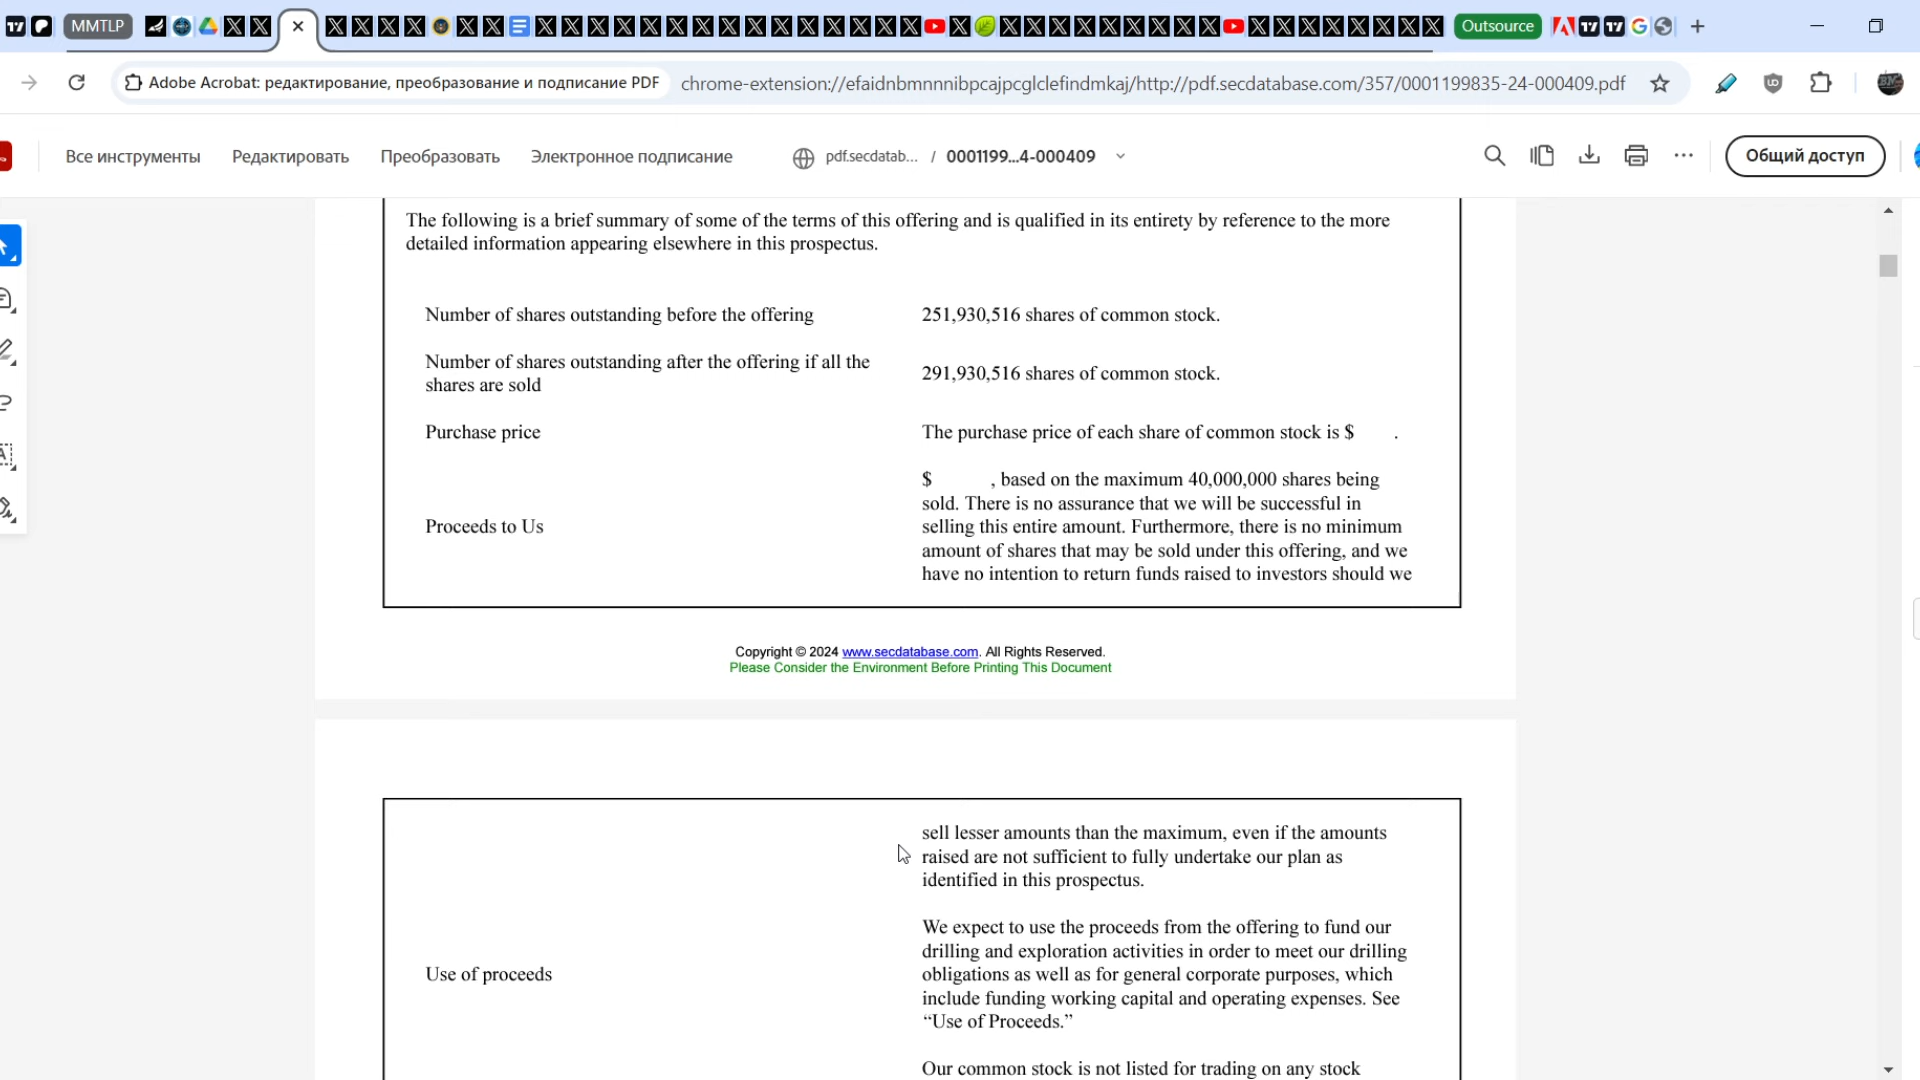 MMTLP
Outsource
Adobe Acrobat: редактирование, преобразование и подписание PDF
chrome-extension://efaidnbmnnnibpcajpcglclefindmkaj/http://pdf.secdatabase.com/357/0001199835-24-000409.pdf
Все инструменты
Редактировать
Преобразовать
Электронное подписание
pdf.secdatab... / 0001199...4-000409
Общий доступ
The following is a brief summary of some of the terms of this offering and is qualified in its entirety by reference to the more
detailed information appearing elsewhere in this prospectus.
Number of shares outstanding before the offering
251,930,516 shares of common stock.
Number of shares outstanding after the offering if all the
shares are sold
291,930,516 shares of common stock.
Purchase price
The purchase price of each share of common stock is $ .
Proceeds to Us
$ , based on the maximum 40,000,000 shares being
sold. There is no assurance that we will be successful in
selling this entire amount. Furthermore, there is no minimum
amount of shares that may be sold under this offering, and we
have no intention to return funds raised to investors should we
Copyright © 2024 www.secdatabase.com. All Rights Reserved.
Please Consider the Environment Before Printing This Document
sell lesser amounts than the maximum, even if the amounts
raised are not sufficient to fully undertake our plan as
identified in this prospectus.
Use of proceeds
We expect to use the proceeds from the offering to fund our
drilling and exploration activities in order to meet our drilling
obligations as well as for general corporate purposes, which
include funding working capital and operating expenses. See
“Use of Proceeds.”
Our common stock is not listed for trading on any stock